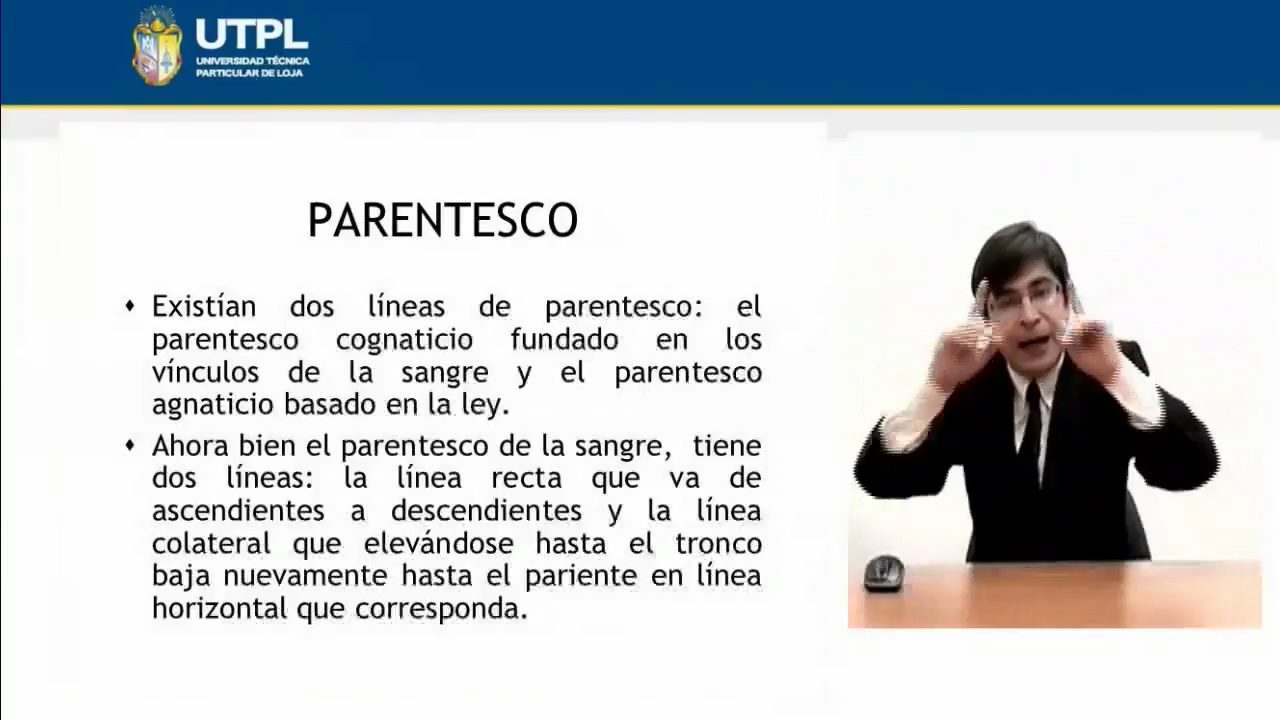 UTPL
UNIVERSIDAD TÉCNICA
PARTICULAR DE LOJA
PARENTESCO
Existían dos líneas de parentesco: el
parentesco cognaticio fundado en los
vínculos de la sangre y el parentesco
agnaticio basado en la ley.
Ahora bien el parentesco de la sangre, tiene
dos líneas: la línea recta que va de
ascendientes a descendientes y la línea
colateral que elevándose hasta el tronco
baja nuevamente hasta el pariente en línea
horizontal que corresponda.